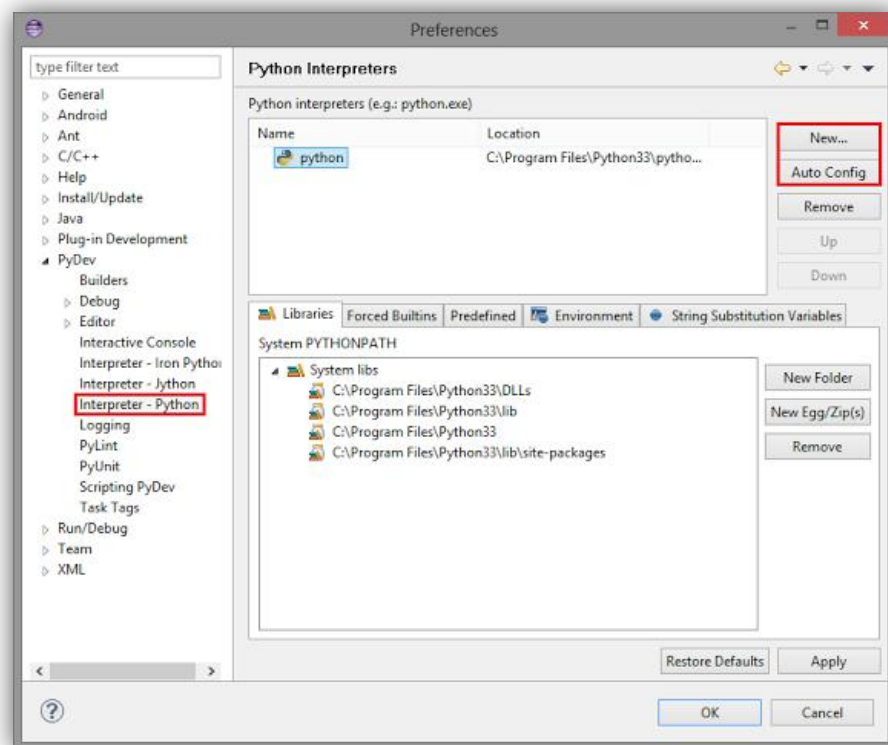 Preferences
type filter text
General
Android
Ant
C/C++
Help
Install/Update
Java
Plug-in Development
PyDev
Builders
Debug
Editor
Interactive Console
Interpreter - Iron Pytho
Interpreter - Jython
Interpreter - Python
Logging
PyLint
PyUnit
Scripting PyDev
Task Tags
Run/Debug
Team
XML
Python Interpreters
Python interpreters (e.g.: python.exe)
Name Location
python C:\Program Files\Python33\pytho...
New...
Auto Config
Remove
Up
Down
Libraries Forced Builtins Predefined Environment String Substitution Variables
System PYTHONPATH
System libs
C:\Program Files\Python33\DLLs
C:\Program Files\Python33\lib
C:\Program Files\Python33
C:\Program Files\Python33\lib\site-packages
New Folder
New Egg/Zip(s)
Remove
Restore Defaults Apply
OK Cancel